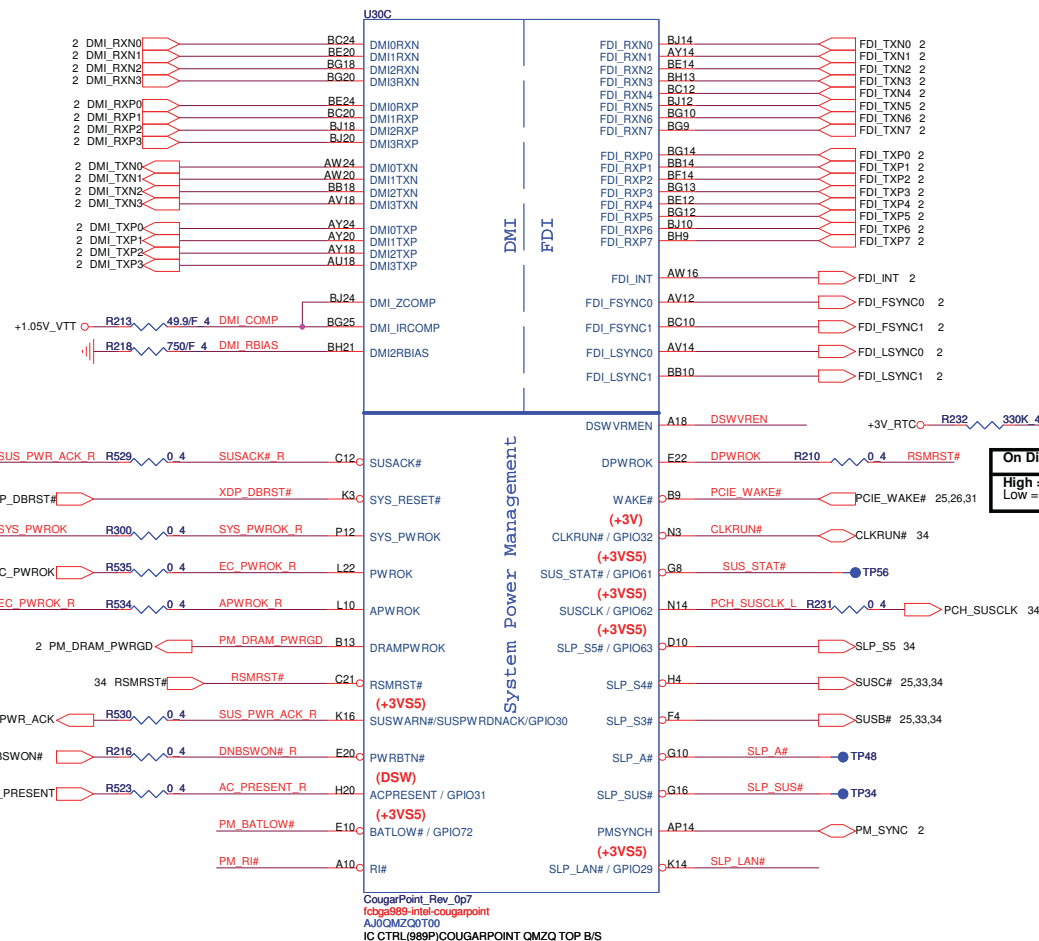 U30C
2 DMI_RXN0 BC24 DMI0RXN
2 DMI_RXN1 BE20 DMI1RXN
2 DMI_RXN2 BG18 DMI2RXN
2 DMI_RXN3 BG20 DMI3RXN
2 DMI_RXP0 BE24 DMI0RXP
2 DMI_RXP1 BC20 DMI1RXP
2 DMI_RXP2 BJ18 DMI2RXP
2 DMI_RXP3 BJ20 DMI3RXP
2 DMI_TXN0 AW24 DMI0TXN
2 DMI_TXN1 AW20 DMI1TXN
2 DMI_TXN2 BB18 DMI2TXN
2 DMI_TXN3 AV18 DMI3TXN
2 DMI_TXP0 AY24 DMI0TXP
2 DMI_TXP1 AY20 DMI1TXP
2 DMI_TXP2 AY18 DMI2TXP
2 DMI_TXP3 AU18 DMI3TXP
BJ24 DMI_ZCOMP
+1.05V_VTT R213 49.9/F_4 DMI_COMP BG25 DMI_IRCOMP
R218 750/F_4 DMI_RBIAS BH21 DMI2RBIAS
DMI
FDI
FDI_RXN0 BJ14 FDI_TXN0 2
FDI_RXN1 AY14 FDI_TXN1 2
FDI_RXN2 BE14 FDI_TXN2 2
FDI_RXN3 BH13 FDI_TXN3 2
FDI_RXN4 BC12 FDI_TXN4 2
FDI_RXN5 BJ12 FDI_TXN5 2
FDI_RXN6 BG10 FDI_TXN6 2
FDI_RXN7 BG9 FDI_TXN7 2
FDI_RXP0 BG14 FDI_TXP0 2
FDI_RXP1 BB14 FDI_TXP1 2
FDI_RXP2 BF14 FDI_TXP2 2
FDI_RXP3 BG13 FDI_TXP3 2
FDI_RXP4 BE12 FDI_TXP4 2
FDI_RXP5 BG12 FDI_TXP5 2
FDI_RXP6 BJ10 FDI_TXP6 2
FDI_RXP7 BH9 FDI_TXP7 2
FDI_INT AW16 FDI_INT 2
FDI_FSYNC0 AV12 FDI_FSYNC0 2
FDI_FSYNC1 BC10 FDI_FSYNC1 2
FDI_LSYNC0 AV14 FDI_LSYNC0 2
FDI_LSYNC1 BB10 FDI_LSYNC1 2
System Power Management
SUS_PWR_ACK_R R529 0_4 SUSACK#_R C12 SUSACK#
P_DBRST# XDP_DBRST# K3 SYS_RESET#
SYS_PWROK R300 0_4 SYS_PWROK_R P12 SYS_PWROK
C_PWROK R535 0_4 EC_PWROK_R L22 PWROK
EC_PWROK_R R534 0_4 APWROK_R L10 APWROK
2 PM_DRAM_PWRGD PM_DRAM_PWRGD B13 DRAMPWROK
34 RSMRST# RSMRST# C21 RSMRST#
(+3VS5)
PWR_ACK R530 0_4 SUS_PWR_ACK_R K16 SUSWARN#/SUSPWRDNACK/GPIO30
BSWON# R216 0_4 DNBSWON#_R E20 PWRBTN#
(DSW)
_PRESENT R523 0_4 AC_PRESENT_R H20 ACPRESENT / GPIO31
(+3VS5)
PM_BATLOW# E10 BATLOW# / GPIO72
PM_RI# A10 RI#
DSWVRMEN A18 DSWVREN
+3V_RTC R232 330K_4
DPWROK E22 DPWROK R210 0_4 RSMRST#
On Di
High =
Low =
WAKE# B9 PCIE_WAKE# PCIE_WAKE# 25,26,31
(+3V)
CLKRUN# / GPIO32 N3 CLKRUN# CLKRUN# 34
(+3VS5)
SUS_STAT# / GPIO61 G8 SUS_STAT# TP56
(+3VS5)
SUSCLK / GPIO62 N14 PCH_SUSCLK_L R231 0_4 PCH_SUSCLK 34
(+3VS5)
SLP_S5# / GPIO63 D10 SLP_S5 34
SLP_S4# H4 SUSC# 25,33,34
SLP_S3# F4 SUSB# 25,33,34
SLP_A# G10 SLP_A# TP48
SLP_SUS# G16 SLP_SUS# TP34
PMSYNCH AP14 PM_SYNC 2
(+3VS5)
SLP_LAN# / GPIO29 K14 SLP_LAN#
CougarPoint_Rev_0p7
fcbga989-intel-cougarpoint
AJ0QMZQ0T00
IC CTRL(989P)COUGARPOINT QMZQ TOP B/S